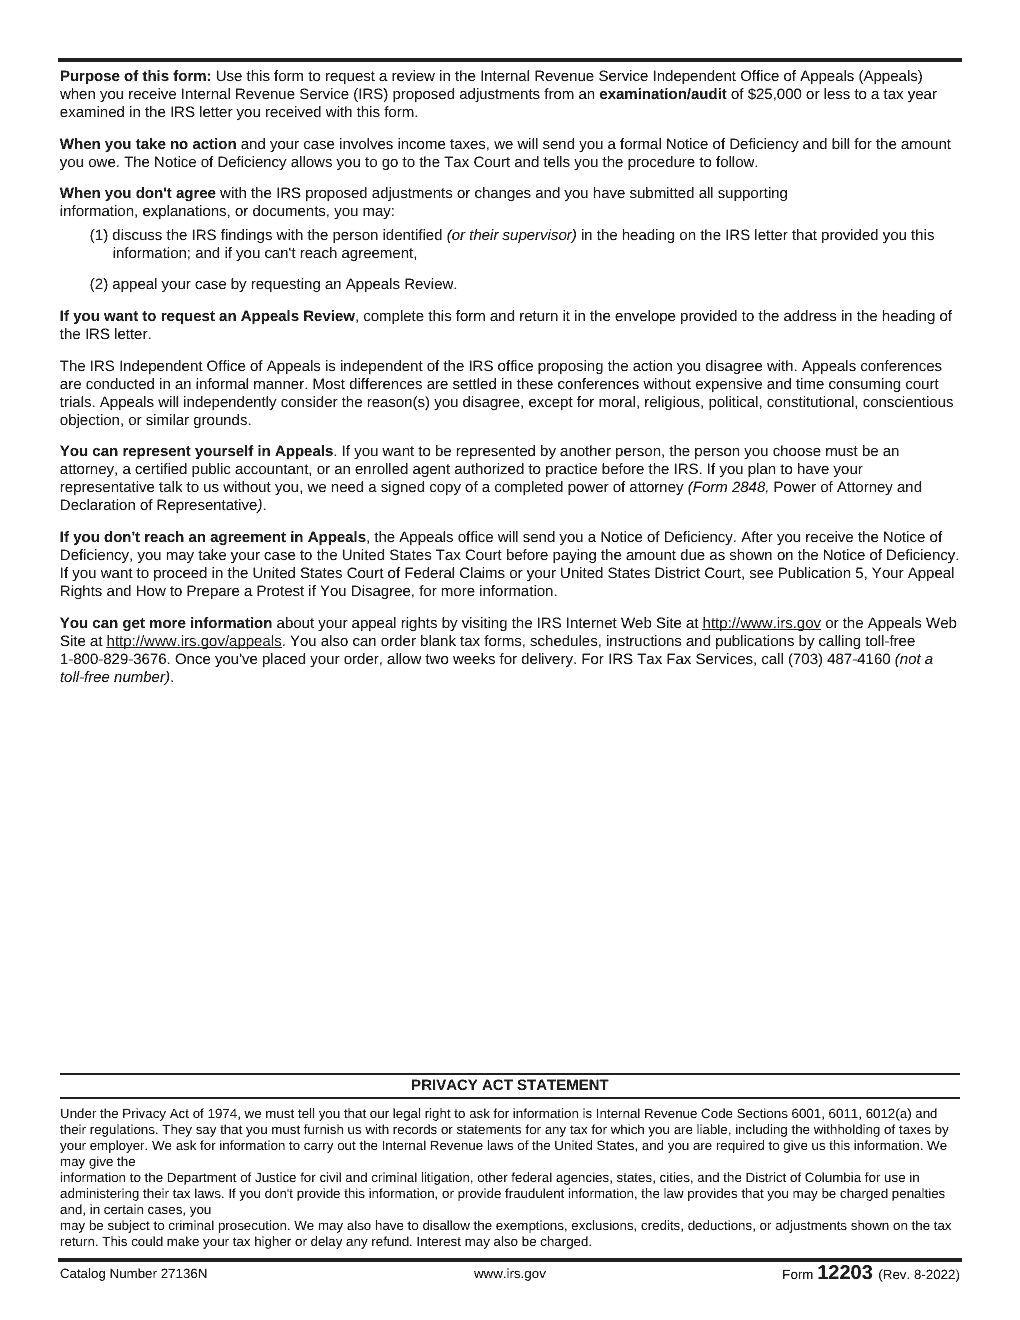 Purpose of this form: Use this form to request a review in the Internal Revenue Service Independent Office of Appeals (Appeals)
when you receive Internal Revenue Service (IRS) proposed adjustments from an examination/audit of $25,000 or less to a tax year
examined in the IRS letter you received with this form.
When you take no action and your case involves income taxes, we will send you a formal Notice of Deficiency and bill for the amount
you owe. The Notice of Deficiency allows you to go to the Tax Court and tells you the procedure to follow.
When you don't agree with the IRS proposed adjustments or changes and you have submitted all supporting
information, explanations, or documents, you may:
(1) discuss the IRS findings with the person identified (or their supervisor) in the heading on the IRS letter that provided you this
information; and if you can't reach agreement,
(2) appeal your case by requesting an Appeals Review.
If you want to request an Appeals Review, complete this form and return it in the envelope provided to the address in the heading of
the IRS letter.
The IRS Independent Office of Appeals is independent of the IRS office proposing the action you disagree with. Appeals conferences
are conducted in an informal manner. Most differences are settled in these conferences without expensive and time consuming court
trials. Appeals will independently consider the reason(s) you disagree, except for moral, religious, political, constitutional, conscientious
objection, or similar grounds.
You can represent yourself in Appeals. If you want to be represented by another person, the person you choose must be an
attorney, a certified public accountant, or an enrolled agent authorized to practice before the IRS. If you plan to have your
representative talk to us without you, we need a signed copy of a completed power of attorney (Form 2848, Power of Attorney and
Declaration of Representative).
If you don't reach an agreement in Appeals, the Appeals office will send you a Notice of Deficiency. After you receive the Notice of
Deficiency, you may take your case to the United States Tax Court before paying the amount due as shown on the Notice of Deficiency.
If you want to proceed in the United States Court of Federal Claims or your United States District Court, see Publication 5, Your Appeal
Rights and How to Prepare a Protest if You Disagree, for more information.
You can get more information about your appeal rights by visiting the IRS Internet Web Site at http://www.irs.gov or the Appeals Web
Site at http://www.irs.gov/appeals. You also can order blank tax forms, schedules, instructions and publications by calling toll-free
1-800-829-3676. Once you've placed your order, allow two weeks for delivery. For IRS Tax Fax Services, call (703) 487-4160 (not a
toll-free number).
PRIVACY ACT STATEMENT
Under the Privacy Act of 1974, we must tell you that our legal right to ask for information is Internal Revenue Code Sections 6001, 6011, 6012(a) and
their regulations. They say that you must furnish us with records or statements for any tax for which you are liable, including the withholding of taxes by
your employer. We ask for information to carry out the Internal Revenue laws of the United States, and you are required to give us this information. We
may give the
information to the Department of Justice for civil and criminal litigation, other federal agencies, states, cities, and the District of Columbia for use in
administering their tax laws. If you don't provide this information, or provide fraudulent information, the law provides that you may be charged penalties
and, in certain cases, you
may be subject to criminal prosecution. We may also have to disallow the exemptions, exclusions, credits, deductions, or adjustments shown on the tax
return. This could make your tax higher or delay any refund. Interest may also be charged.
Catalog Number 27136N www.irs.gov Form 12203 (Rev. 8-2022)